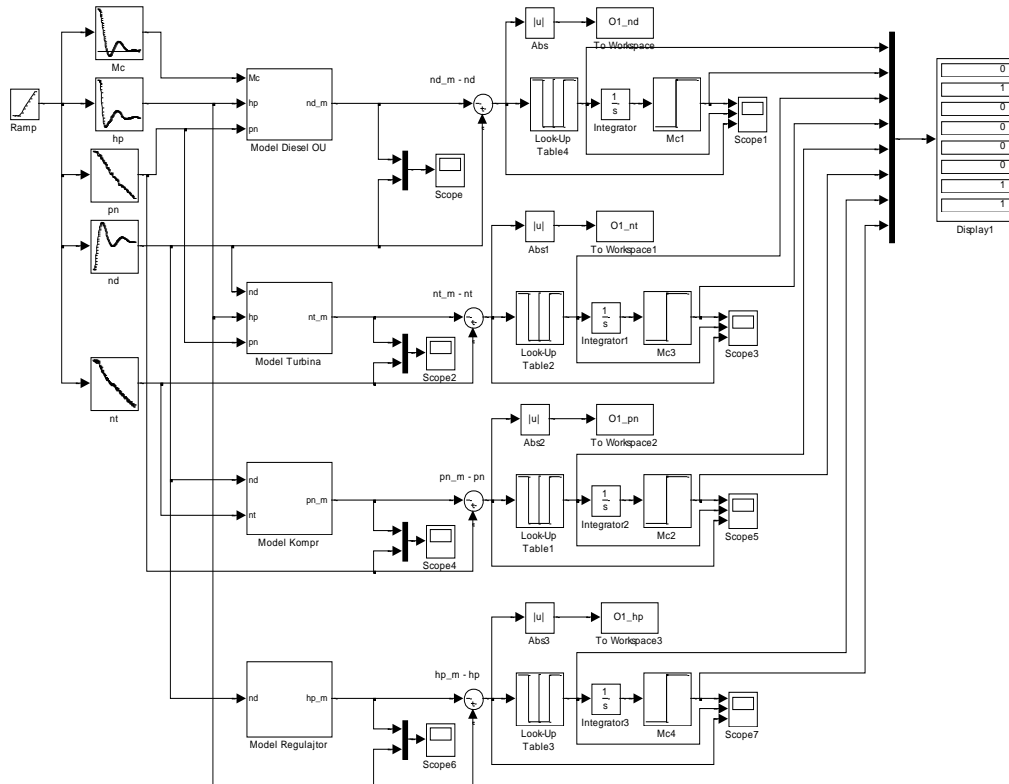 Mc
Ramp
hp
pn
nd
nt
Mc
hp
pn
nd_m
Model Diesel OU
nd_m - nd
|u|
Abs
O1_nd
To Workspace
Look-Up
Table4
1
s
Integrator
Mc1
Scope1
Scope
0
1
0
0
0
0
1
1
Display1
nd
hp
pn
nt_m
Model Turbina
nt_m - nt
|u|
Abs1
O1_nt
To Workspace1
Look-Up
Table2
1
s
Integrator1
Mc3
Scope3
Scope2
nd
nt
pn_m
Model Kompr
pn_m - pn
|u|
Abs2
O1_pn
To Workspace2
Look-Up
Table1
1
s
Integrator2
Mc2
Scope5
Scope4
nd
hp_m
Model Regulajtor
hp_m - hp
|u|
Abs3
O1_hp
To Workspace3
Look-Up
Table3
1
s
Integrator3
Mc4
Scope7
Scope6